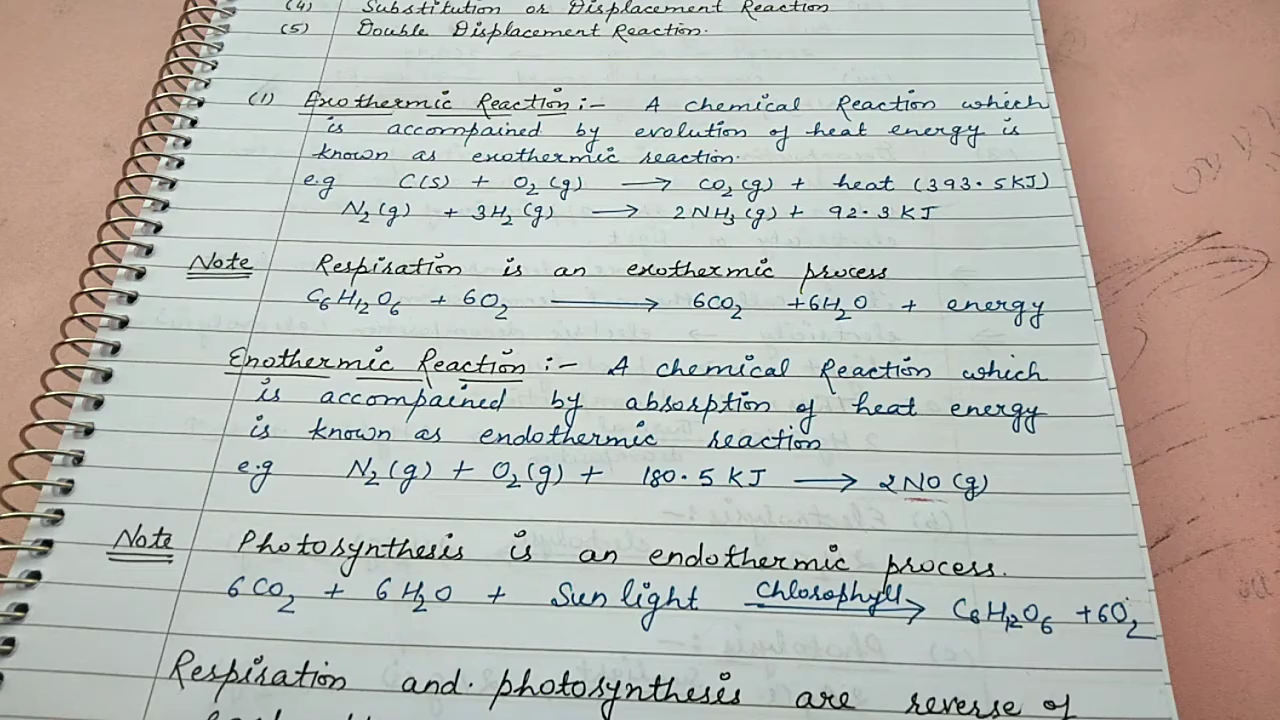 (4) Substitution or Displacement Reaction
(5) Double Displacement Reaction.
(1) Exothermic Reaction :- A chemical Reaction which
is accompained by evolution of heat energy is
known as exothermic reaction.
e.g C(s) + O₂(g) → CO₂(g) + heat (393.5KJ)
N₂(g) + 3H₂(g) → 2NH₃(g) + 92.3 KJ
Note Respiration is an exothermic process
C₆H₁₂O₆ + 6O₂ → 6CO₂ + 6H₂O + energy
Enothermic Reaction :- A chemical Reaction which
is accompained by absorption of heat energy
is known as endothermic reaction
e.g N₂(g) + O₂(g) + 180.5 KJ → 2NO(g)
Note Photosynthesis is an endothermic process.
6CO₂ + 6H₂O + Sunlight Chlorophyll → C₆H₁₂O₆ + 6O₂
Respiration and photosynthesis are reverse of